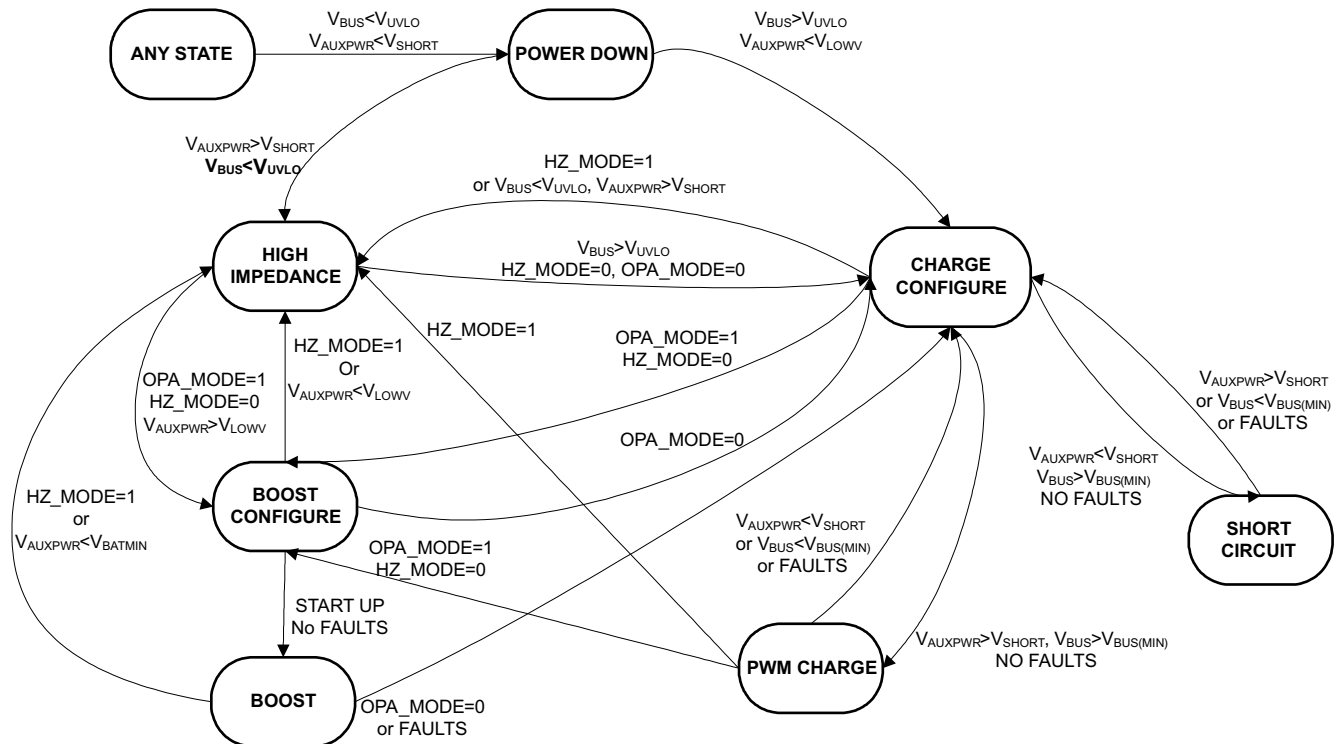 ANY STATE
VBUS<VUVLO
VAUXPWR<VSHORT
POWER DOWN
VBUS>VUVLO
VAUXPWR<VLOWV
VAUXPWR>VSHORT
VBUS<VUVLO
HZ_MODE=1
or VBUS<VUVLO, VAUXPWR>VSHORT
HIGH
IMPEDANCE
VBUS>VUVLO
HZ_MODE=0, OPA_MODE=0
CHARGE
CONFIGURE
HZ_MODE=1
Or
VAUXPWR<VLOWV
HZ_MODE=1
OPA_MODE=1
HZ_MODE=0
OPA_MODE=1
HZ_MODE=0
VAUXPWR>VLOWV
VAUXPWR>VSHORT
or VBUS<VBUS(MIN)
or FAULTS
OPA_MODE=0
VAUXPWR<VSHORT
VBUS>VBUS(MIN)
NO FAULTS
HZ_MODE=1
or
VAUXPWR<VBATMIN
BOOST
CONFIGURE
VAUXPWR<VSHORT
or VBUS<VBUS(MIN)
or FAULTS
SHORT
CIRCUIT
OPA_MODE=1
HZ_MODE=0
START UP
No FAULTS
VAUXPWR>VSHORT, VBUS>VBUS(MIN)
NO FAULTS
PWM CHARGE
BOOST
OPA_MODE=0
or FAULTS